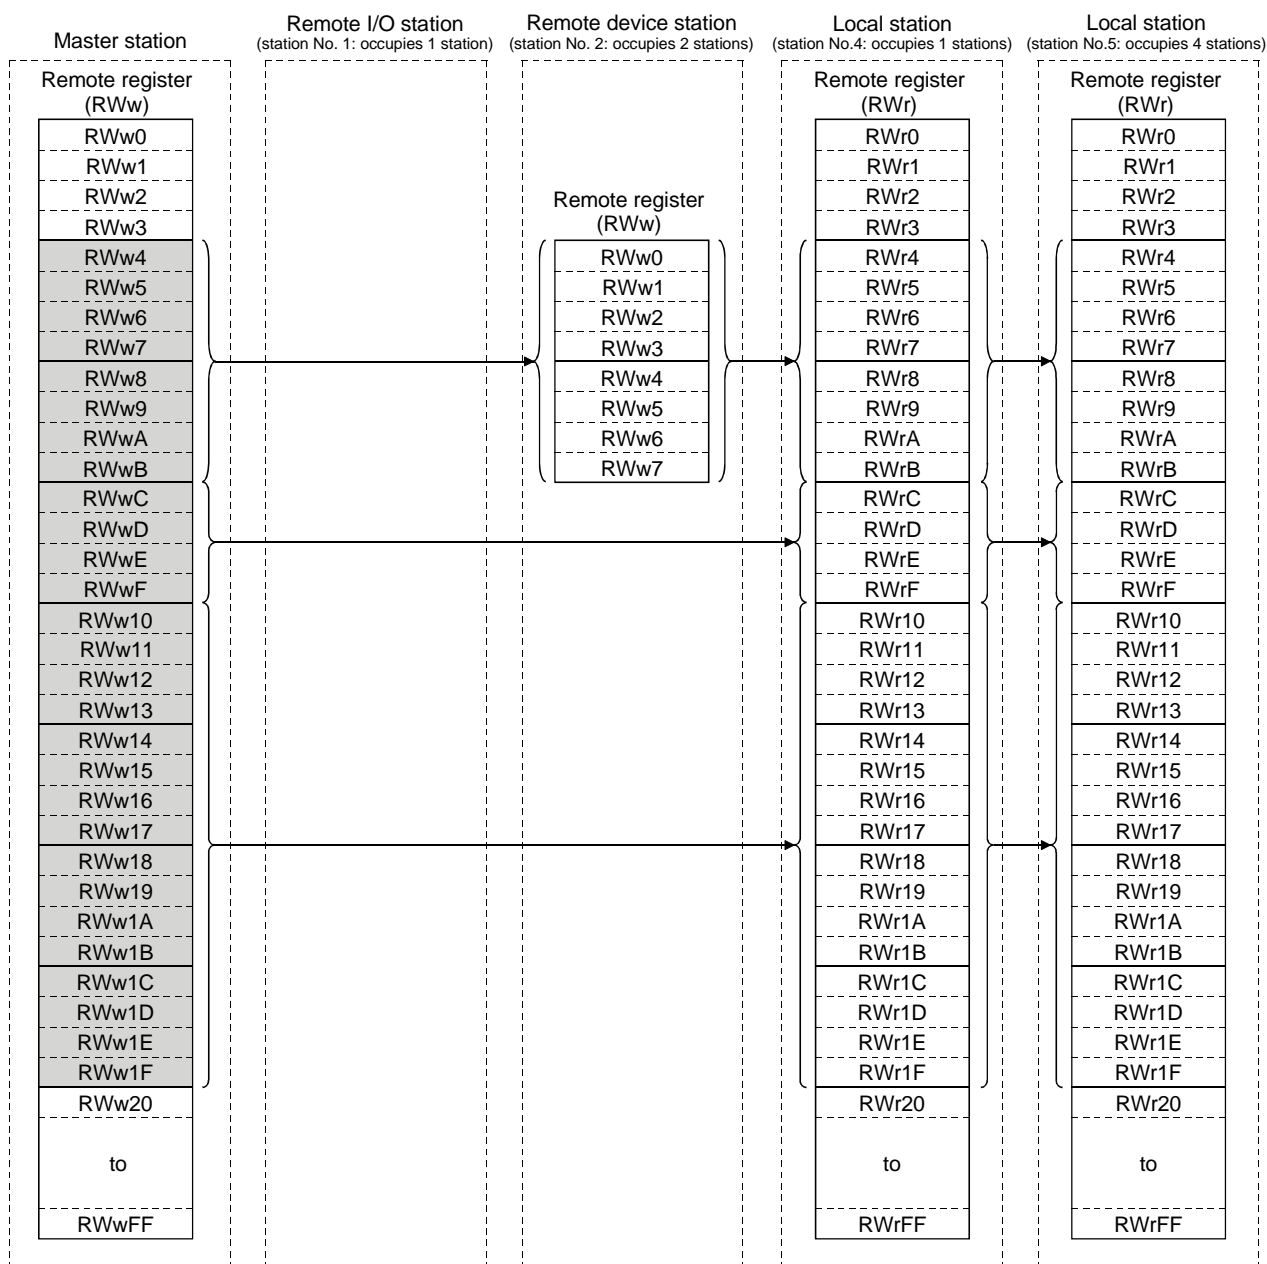 Master station
Remote I/O station
(station No. 1: occupies 1 station)
Remote device station
(station No. 2: occupies 2 stations)
Local station
(station No.4: occupies 1 stations)
Local station
(station No.5: occupies 4 stations)
Remote register
(RWw)
RWw0
RWw1
RWw2
RWw3
RWw4
RWw5
RWw6
RWw7
RWw8
RWw9
RWwA
RWwB
RWwC
RWwD
RWwE
RWwF
RWw10
RWw11
RWw12
RWw13
RWw14
RWw15
RWw16
RWw17
RWw18
RWw19
RWw1A
RWw1B
RWw1C
RWw1D
RWw1E
RWw1F
RWw20
to
RWwFF
Remote register
(RWw)
RWw0
RWw1
RWw2
RWw3
RWw4
RWw5
RWw6
RWw7
Remote register
(RWr)
RWr0
RWr1
RWr2
RWr3
RWr4
RWr5
RWr6
RWr7
RWr8
RWr9
RWrA
RWrB
RWrC
RWrD
RWrE
RWrF
RWr10
RWr11
RWr12
RWr13
RWr14
RWr15
RWr16
RWr17
RWr18
RWr19
RWr1A
RWr1B
RWr1C
RWr1D
RWr1E
RWr1F
RWr20
to
RWrFF
Remote register
(RWr)
RWr0
RWr1
RWr2
RWr3
RWr4
RWr5
RWr6
RWr7
RWr8
RWr9
RWrA
RWrB
RWrC
RWrD
RWrE
RWrF
RWr10
RWr11
RWr12
RWr13
RWr14
RWr15
RWr16
RWr17
RWr18
RWr19
RWr1A
RWr1B
RWr1C
RWr1D
RWr1E
RWr1F
RWr20
to
RWrFF